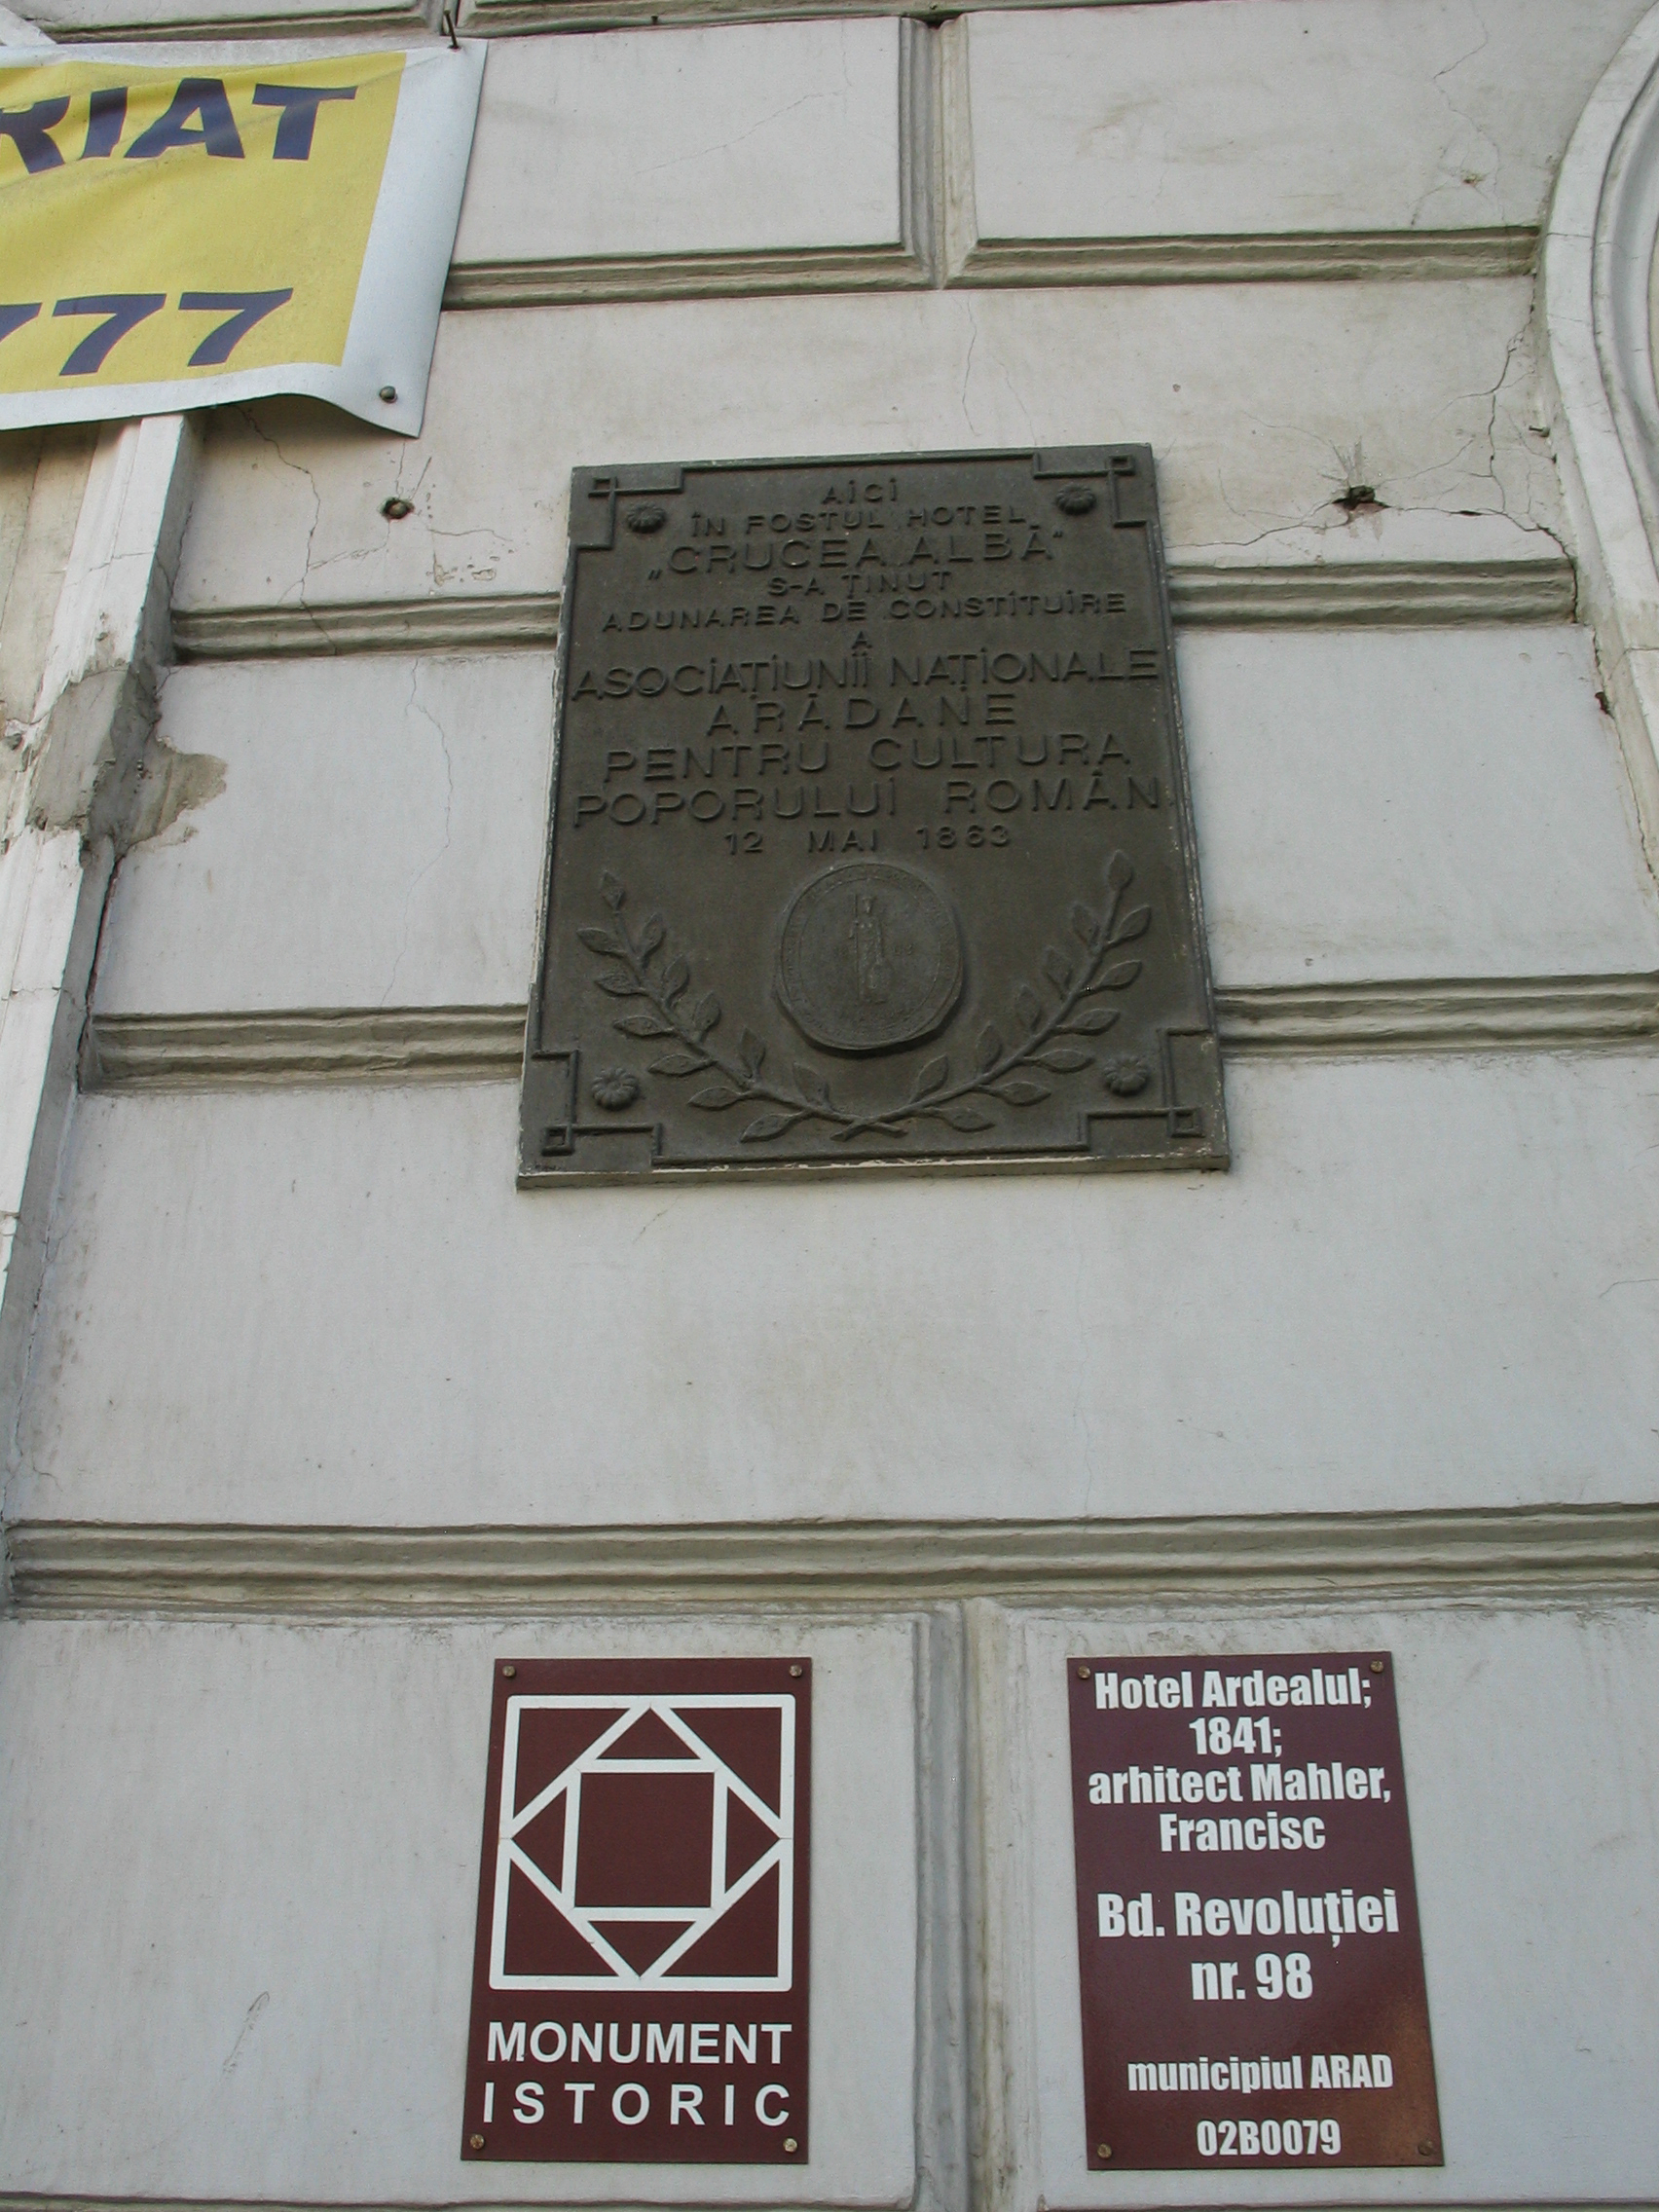 RIAT
777
AICI
ÎN FOSTUL HOTEL
„CRUCEA ALBĂ"
S-A ȚINUT
ADUNAREA DE CONSTITUIRE
A
ASOCIAȚIUNII NAȚIONALE
ARĂDANE
PENTRU CULTURA
POPORULUI ROMÂN
12 MAI 1863
MONUMENT
ISTORIC
Hotel Ardealul;
1841;
arhitect Mahler,
Francisc
Bd. Revoluției
nr. 98
municipiul ARAD
02B0079